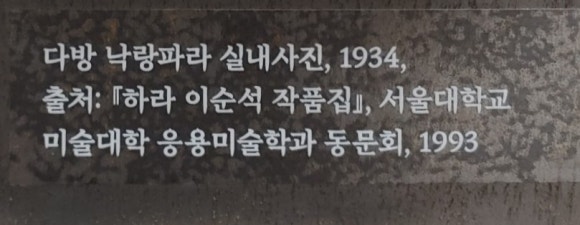 다방 낙랑파라 실내사진, 1934,
출처: 『하라 이순석 작품집』, 서울대학교
미술대학 응용미술학과 동문회, 1993